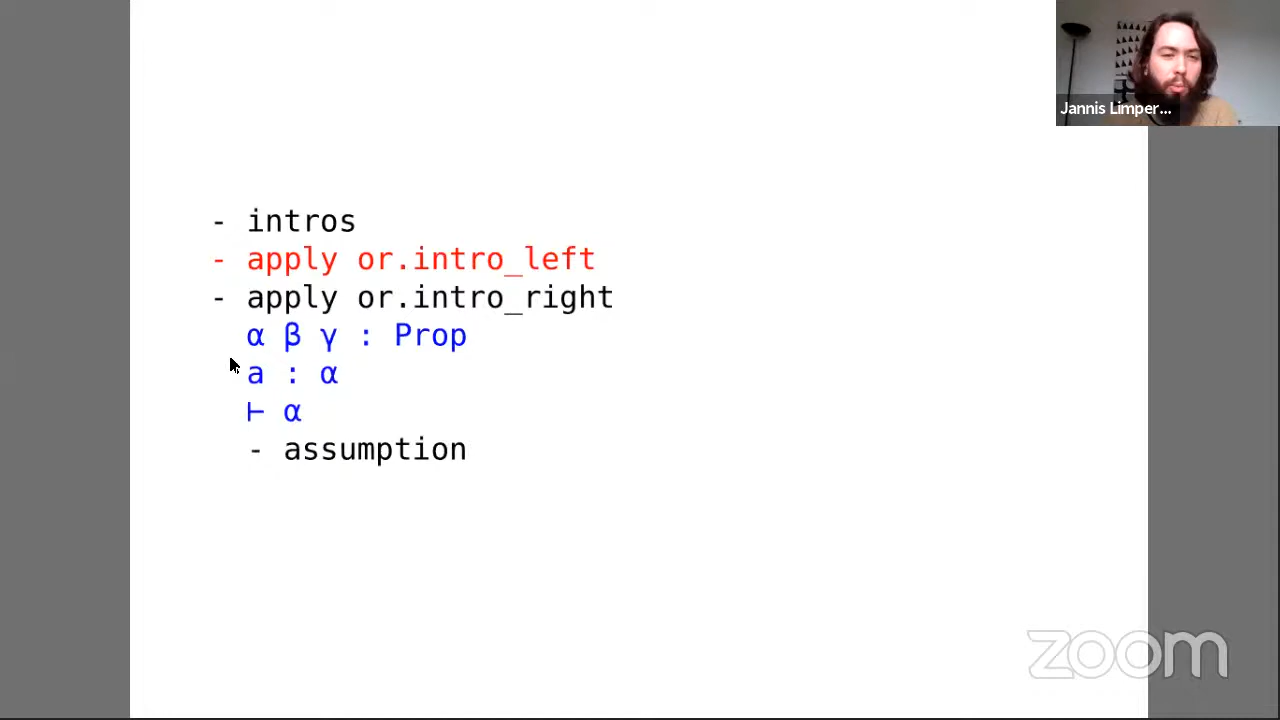 Jannis Limper...
- intros
- apply or.intro_left
- apply or.intro_right
α β γ : Prop
a : α
⊢ α
- assumption
zoom